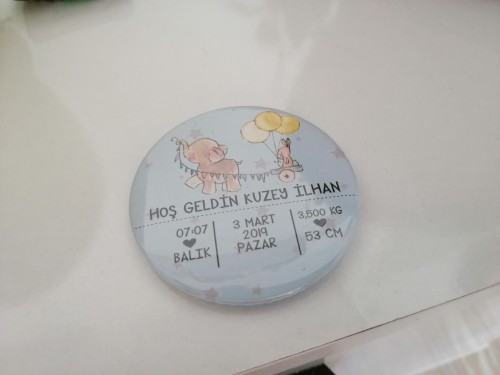 HOŞ GELDİN KUZEY İLHAN
07:07
BALIK
3 MART
2019
PAZAR
3,500 KG
53 CM